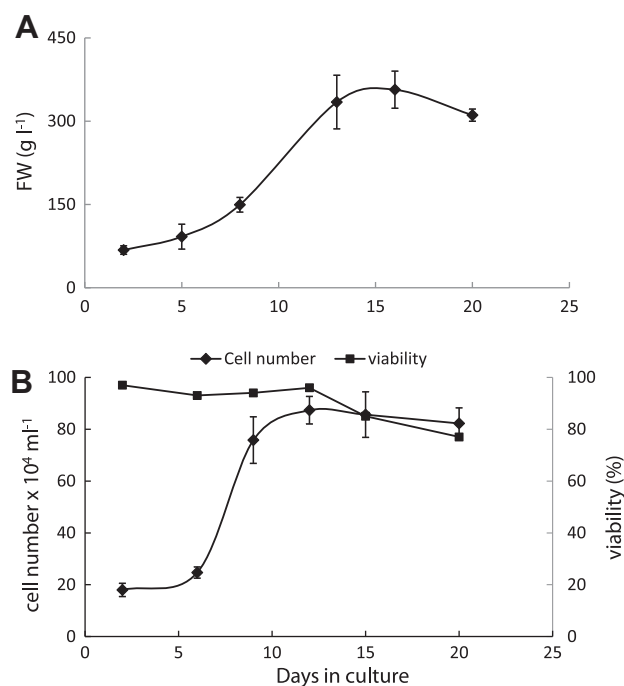 A
450
300
150
0
FW (g l-1)
0 5 10 15 20 25
Cell number viability
B
100 100
80 80
60 60
40 40
20 20
0 0
cell number x 10⁴ ml-1
viability (%)
0 5 10 15 20 25
Days in culture